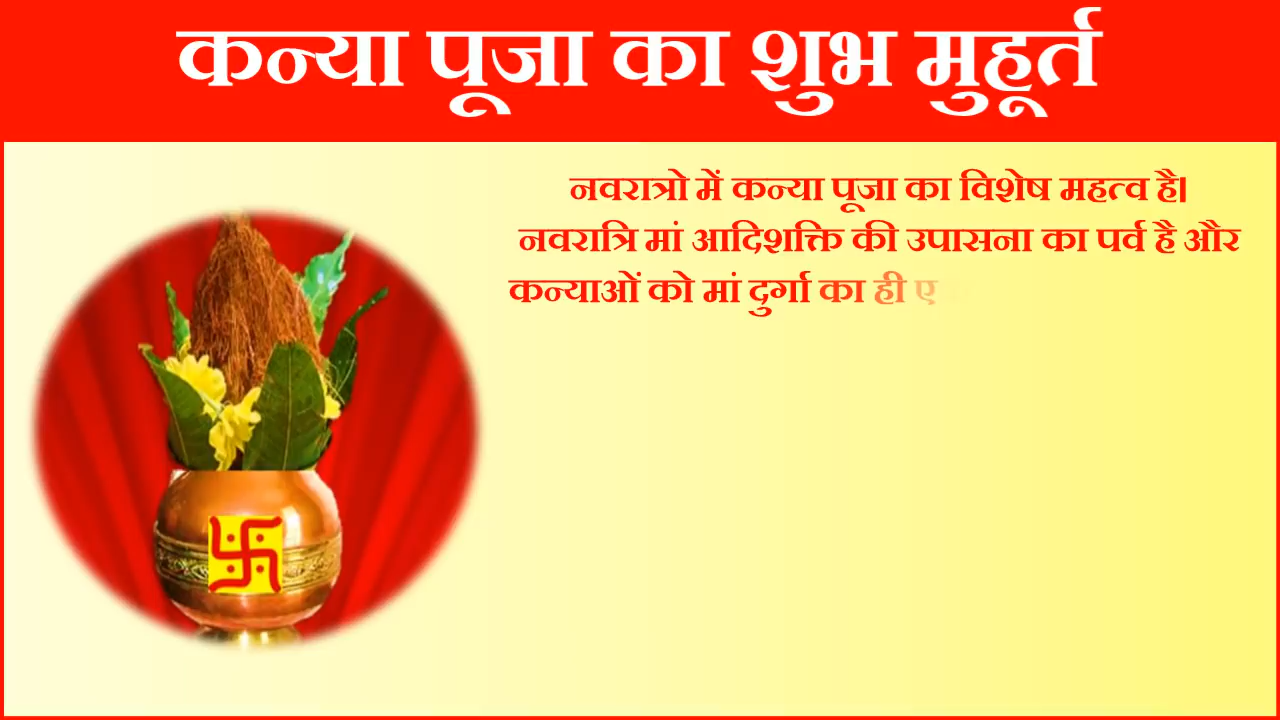 कन्या पूजा का शुभ मुहूर्त
नवरात्रो में कन्या पूजा का विशेष महत्व है।
नवरात्रि मां आदिशक्ति की उपासना का पर्व है और
कन्याओं को मां दुर्गा का ही ए